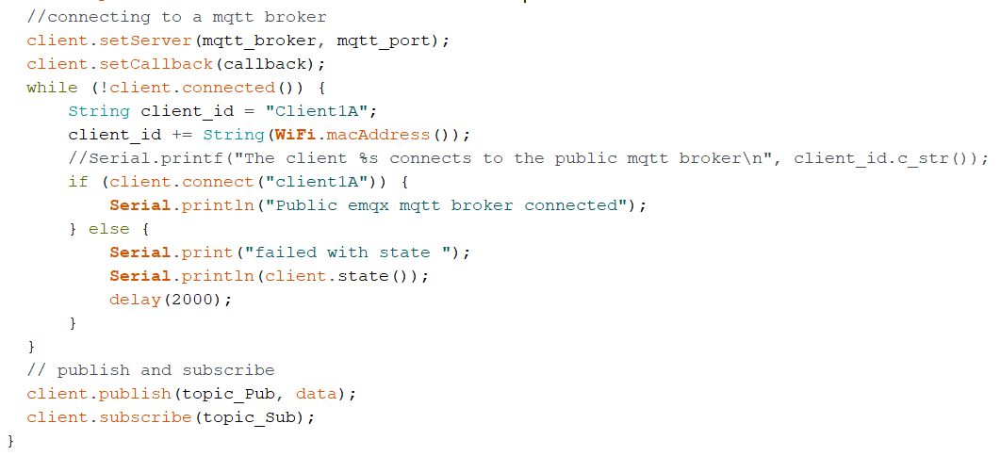 //connecting to a mqtt broker
client.setServer(mqtt_broker, mqtt_port);
client.setCallback(callback);
while (!client.connected()) {
String client_id = "Client1A";
client_id += String(WiFi.macAddress());
//Serial.printf("The client %s connects to the public mqtt broker\n", client_id.c_str());
if (client.connect("client1A")) {
Serial.println("Public emqx mqtt broker connected");
} else {
Serial.print("failed with state ");
Serial.println(client.state());
delay(2000);
}
}
// publish and subscribe
client.publish(topic_Pub, data);
client.subscribe(topic_Sub);
}